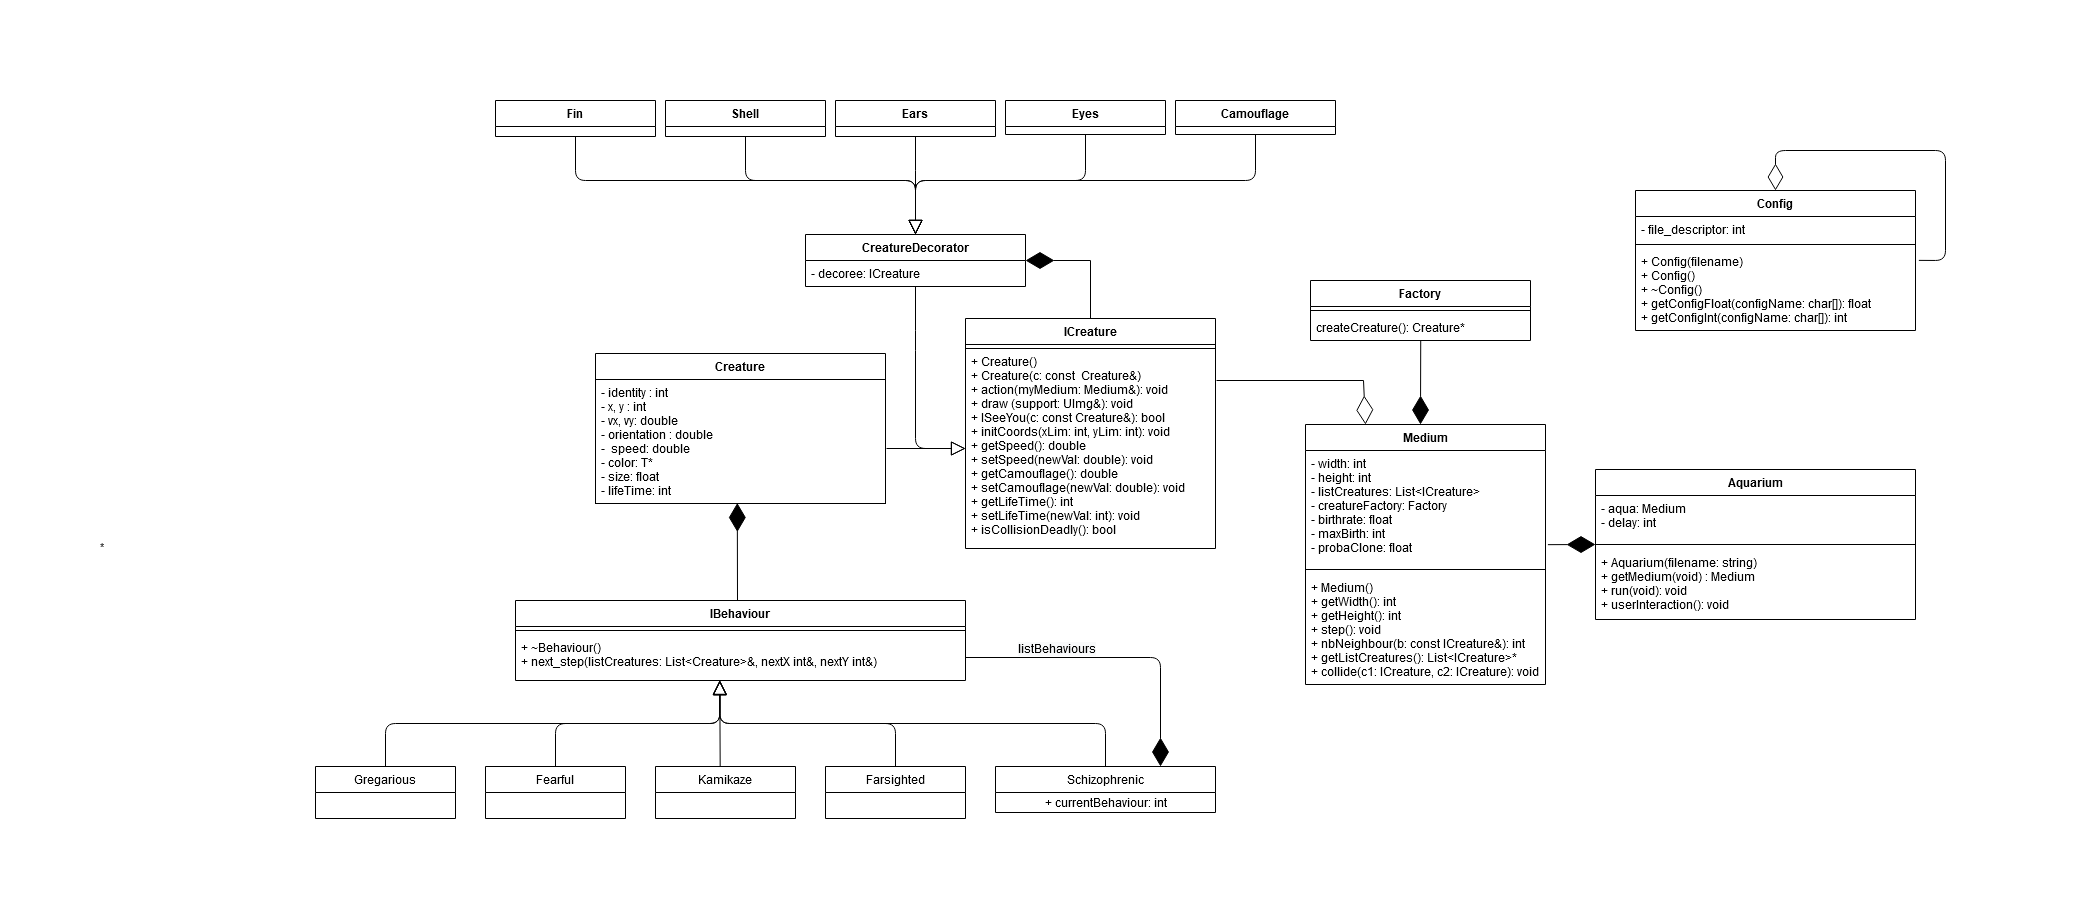 Fin
Shell
Ears
Eyes
Camouflage
Config
- file_descriptor: int
+ Config(filename)
+ Config()
+ ~Config()
+ getConfigFloat(configName: char[]): float
+ getConfigInt(configName: char[]): int
CreatureDecorator
- decoree: ICreature
Factory
createCreature(): Creature*
ICreature
+ Creature()
+ Creature(c: const  Creature&)
+ action(myMedium: Medium&): void
+ draw (support: UImg&): void
+ ISeeYou(c: const Creature&): bool
+ initCoords(xLim: int, yLim: int): void
+ getSpeed(): double
+ setSpeed(newVal: double): void
+ getCamouflage(): double
+ setCamouflage(newVal: double): void
+ getLifeTime(): int
+ setLifeTime(newVal: int): void
+ isCollisionDeadly(): bool
Creature
- identity : int
- x, y : int
- vx, vy: double
- orientation : double
-  speed: double
- color: T*
- size: float
- lifeTime: int
Medium
- width: int
- height: int
- listCreatures: List<ICreature>
- creatureFactory: Factory
- birthrate: float
- maxBirth: int
- probaClone: float
+ Medium()
+ getWidth(): int
+ getHeight(): int
+ step(): void
+ nbNeighbour(b: const ICreature&): int
+ getListCreatures(): List<ICreature>*
+ collide(c1: ICreature, c2: ICreature): void
Aquarium
- aqua: Medium
- delay: int
+ Aquarium(filename: string)
+ getMedium(void) : Medium
+ run(void): void
+ userInteraction(): void
*
IBehaviour
+ ~Behaviour()
+ next_step(listCreatures: List<Creature>&, nextX int&, nextY int&)
listBehaviours
Gregarious
Fearful
Kamikaze
Farsighted
Schizophrenic
+ currentBehaviour: int